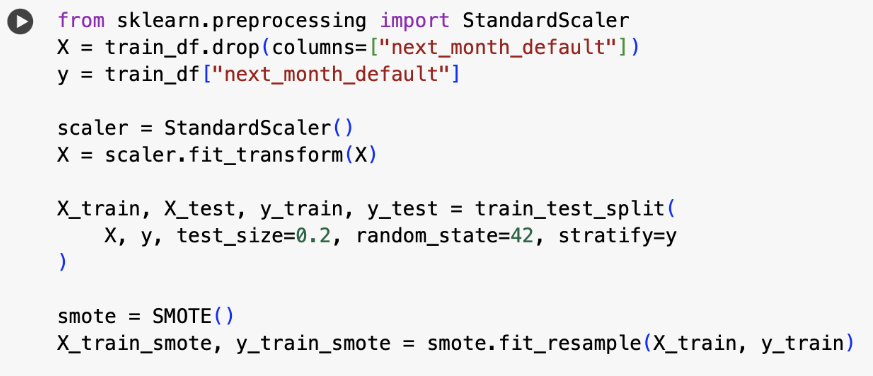 from sklearn.preprocessing import StandardScaler
X = train_df.drop(columns=["next_month_default"])
y = train_df["next_month_default"]
scaler = StandardScaler()
X = scaler.fit_transform(X)
X_train, X_test, y_train, y_test = train_test_split(
    X, y, test_size=0.2, random_state=42, stratify=y
)
smote = SMOTE()
X_train_smote, y_train_smote = smote.fit_resample(X_train, y_train)